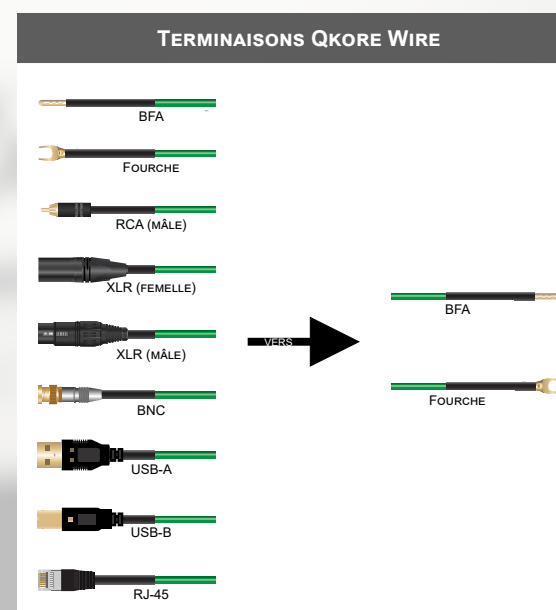 Terminaisons Qkore Wire
BFA
Fourche
RCA (mâle)
XLR (femelle)
XLR (mâle)
BNC
USB-A
USB-B
RJ-45
VERS
BFA
Fourche